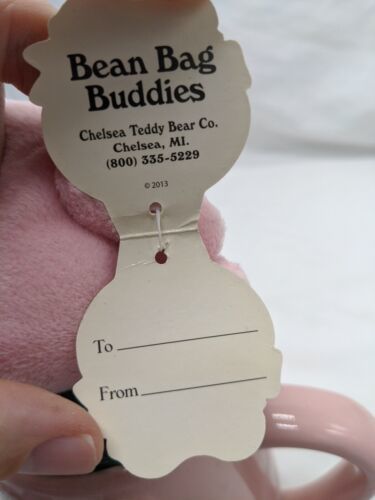 Bean Bag
Buddies
Chelsea Teddy Bear Co.
Chelsea, MI.
(800) 335-5229
© 2013
To
From